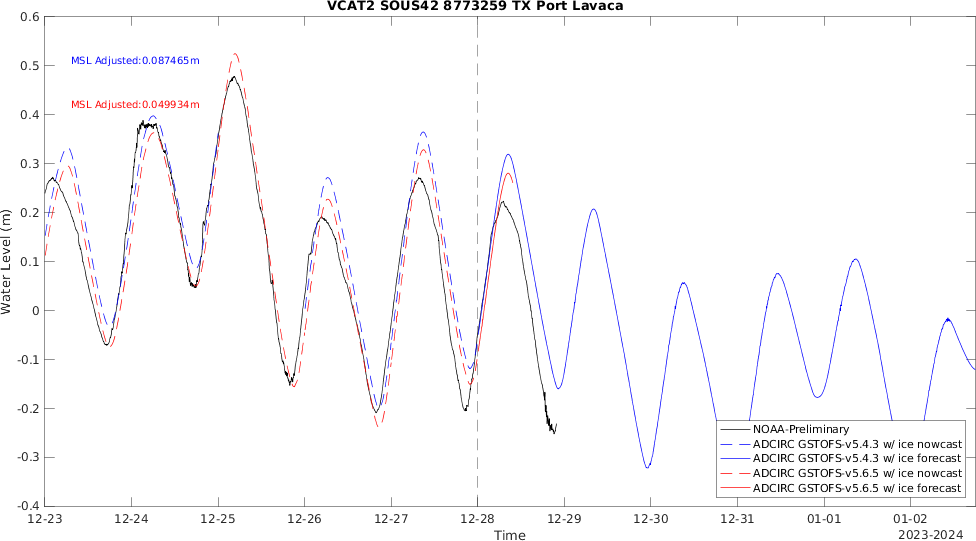 VCAT2 SOUS42 8773259 TX Port Lavaca
MSL Adjusted:0.087465m
MSL Adjusted:0.049934m
Water Level (m)
0.6
0.5
0.4
0.3
0.2
0.1
0
-0.1
-0.2
-0.3
-0.4
NOAA-Preliminary
ADCIRC GSTOFS-v5.4.3 w/ ice nowcast
ADCIRC GSTOFS-v5.4.3 w/ ice forecast
ADCIRC GSTOFS-v5.6.5 w/ ice nowcast
ADCIRC GSTOFS-v5.6.5 w/ ice forecast
12-23 12-24 12-25 12-26 12-27 12-28 12-29 12-30 12-31 01-01 01-02
Time
2023-2024